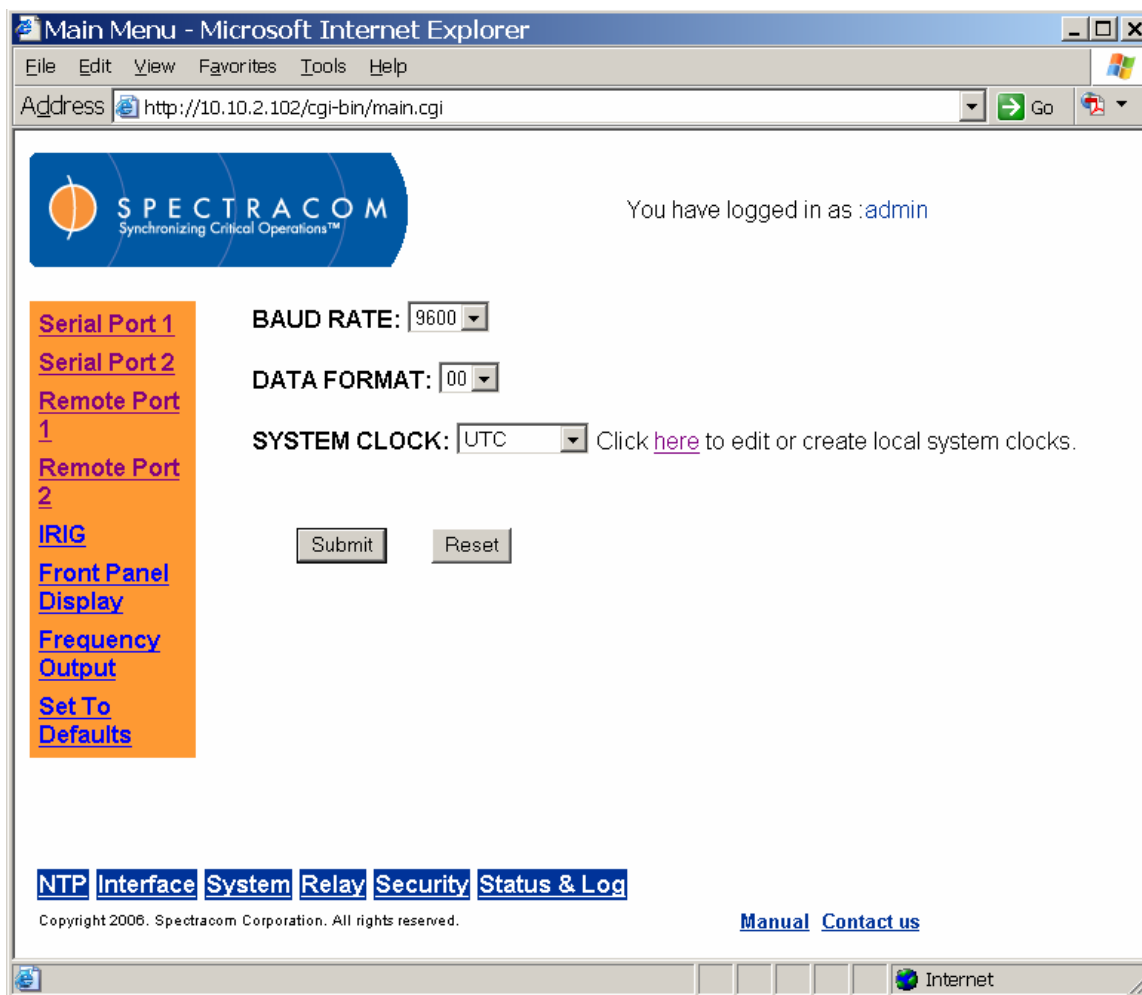 Main Menu - Microsoft Internet Explorer
File Edit View Favorites Tools Help
Address http://10.10.2.102/cgi-bin/main.cgi Go
SPECTRACOM
Synchronizing Critical Operations™
You have logged in as :admin
Serial Port 1
Serial Port 2
Remote Port
1
Remote Port
2
IRIG
Front Panel
Display
Frequency
Output
Set To
Defaults
BAUD RATE: 9600
DATA FORMAT: 00
SYSTEM CLOCK: UTC Click here to edit or create local system clocks.
Submit Reset
NTP Interface System Relay Security Status & Log
Copyright 2006. Spectracom Corporation. All rights reserved.
Manual Contact us
Internet